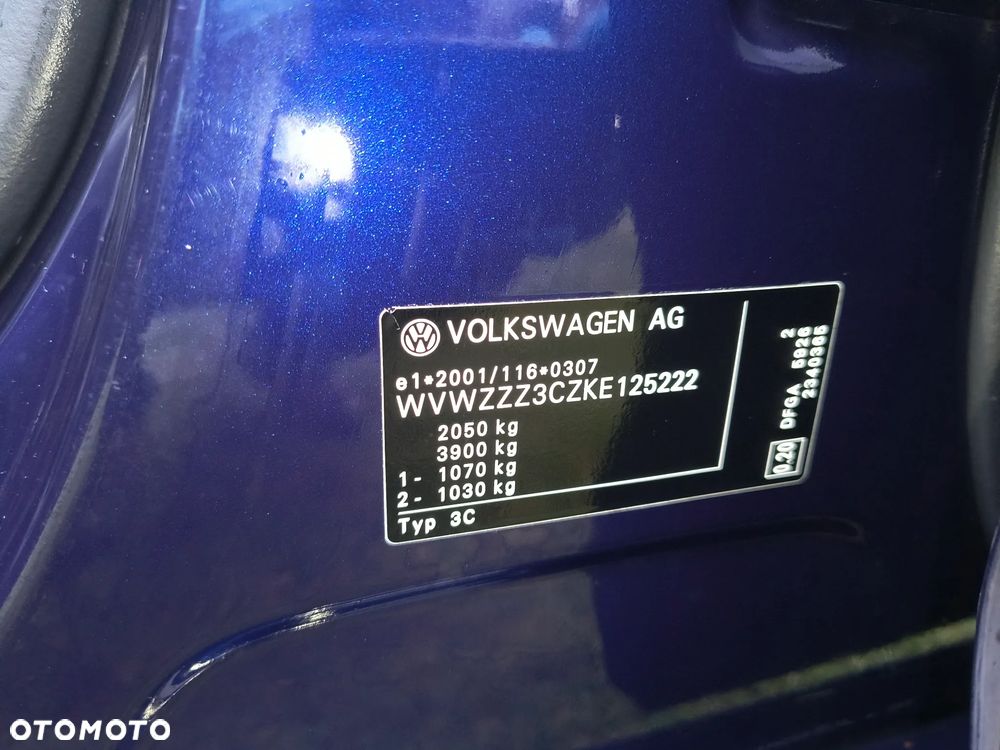 VOLKSWAGEN AG
e1*2001/116*0307
WVWZZZ3CZKE125222
2050 kg
3900 kg
1- 1070 kg
2- 1030 kg
Typ 3C
0.20
DFGA 5926 2
2340365
OTOMOTO